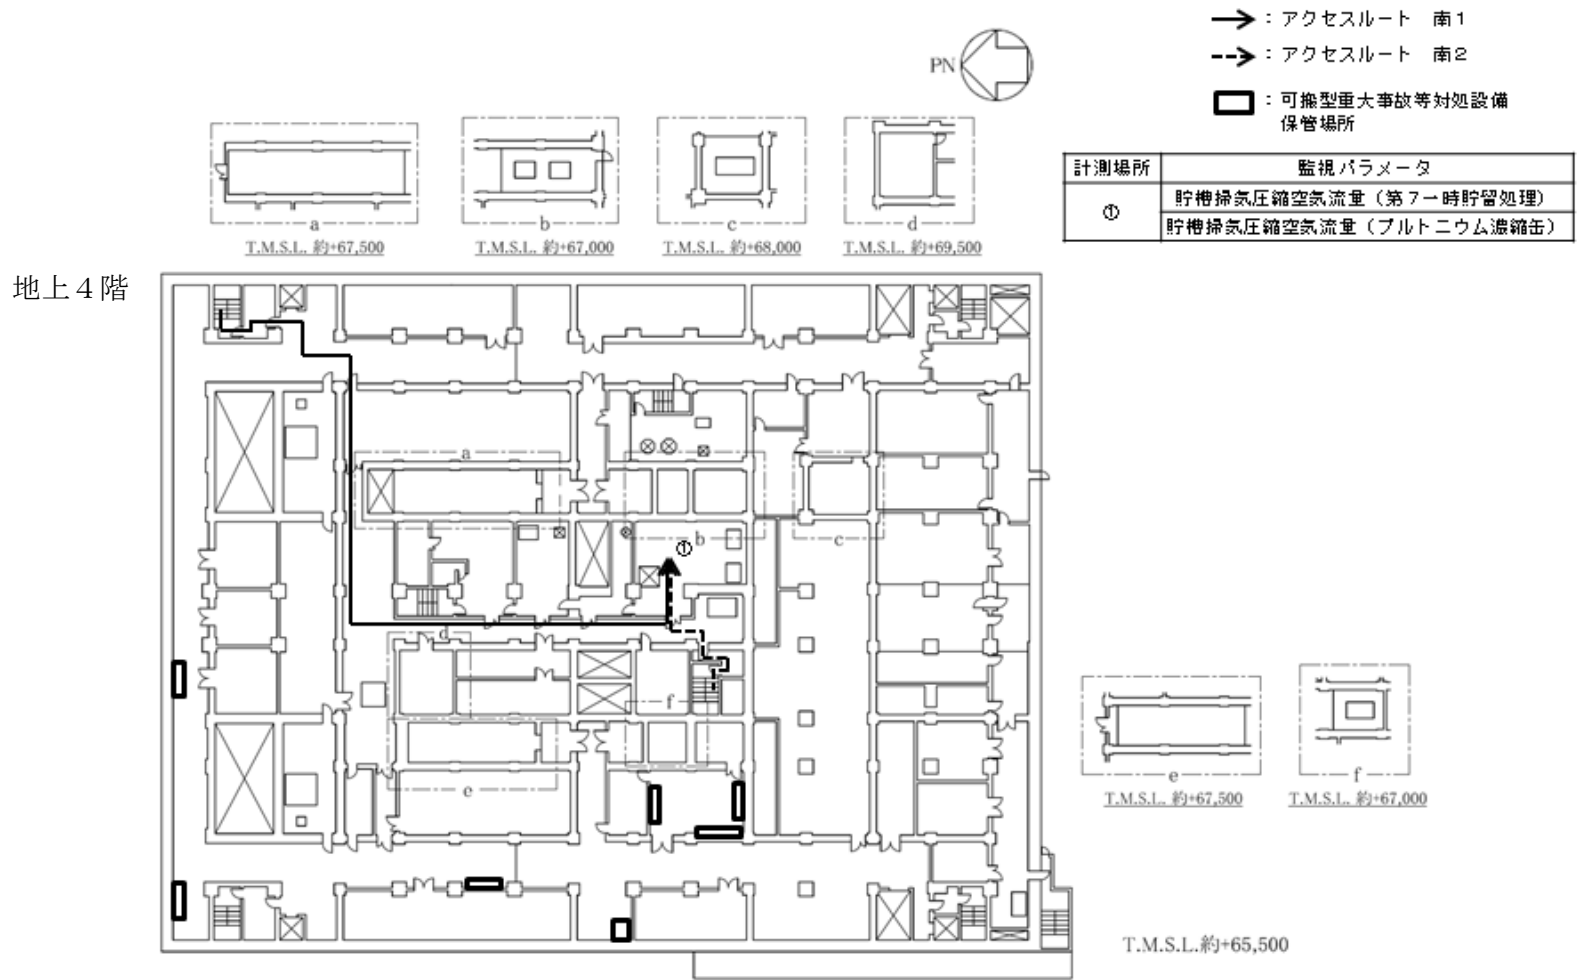 ：アクセスルート　南１
：アクセスルート　南２
：可搬型重大事故等対処設備
保管場所
PN
計測場所　監視パラメータ
①　貯槽掃気圧縮空気流量（第７一時貯留処理）
貯槽掃気圧縮空気流量（プルトニウム濃縮缶）
a　b　c　d
T.M.S.L. 約+67,500　T.M.S.L. 約+67,000　T.M.S.L. 約+68,000　T.M.S.L. 約+69,500
地上４階
a
b　c
①
d
f
e
e　f
T.M.S.L. 約+67,500　T.M.S.L. 約+67,000
T.M.S.L.約+65,500